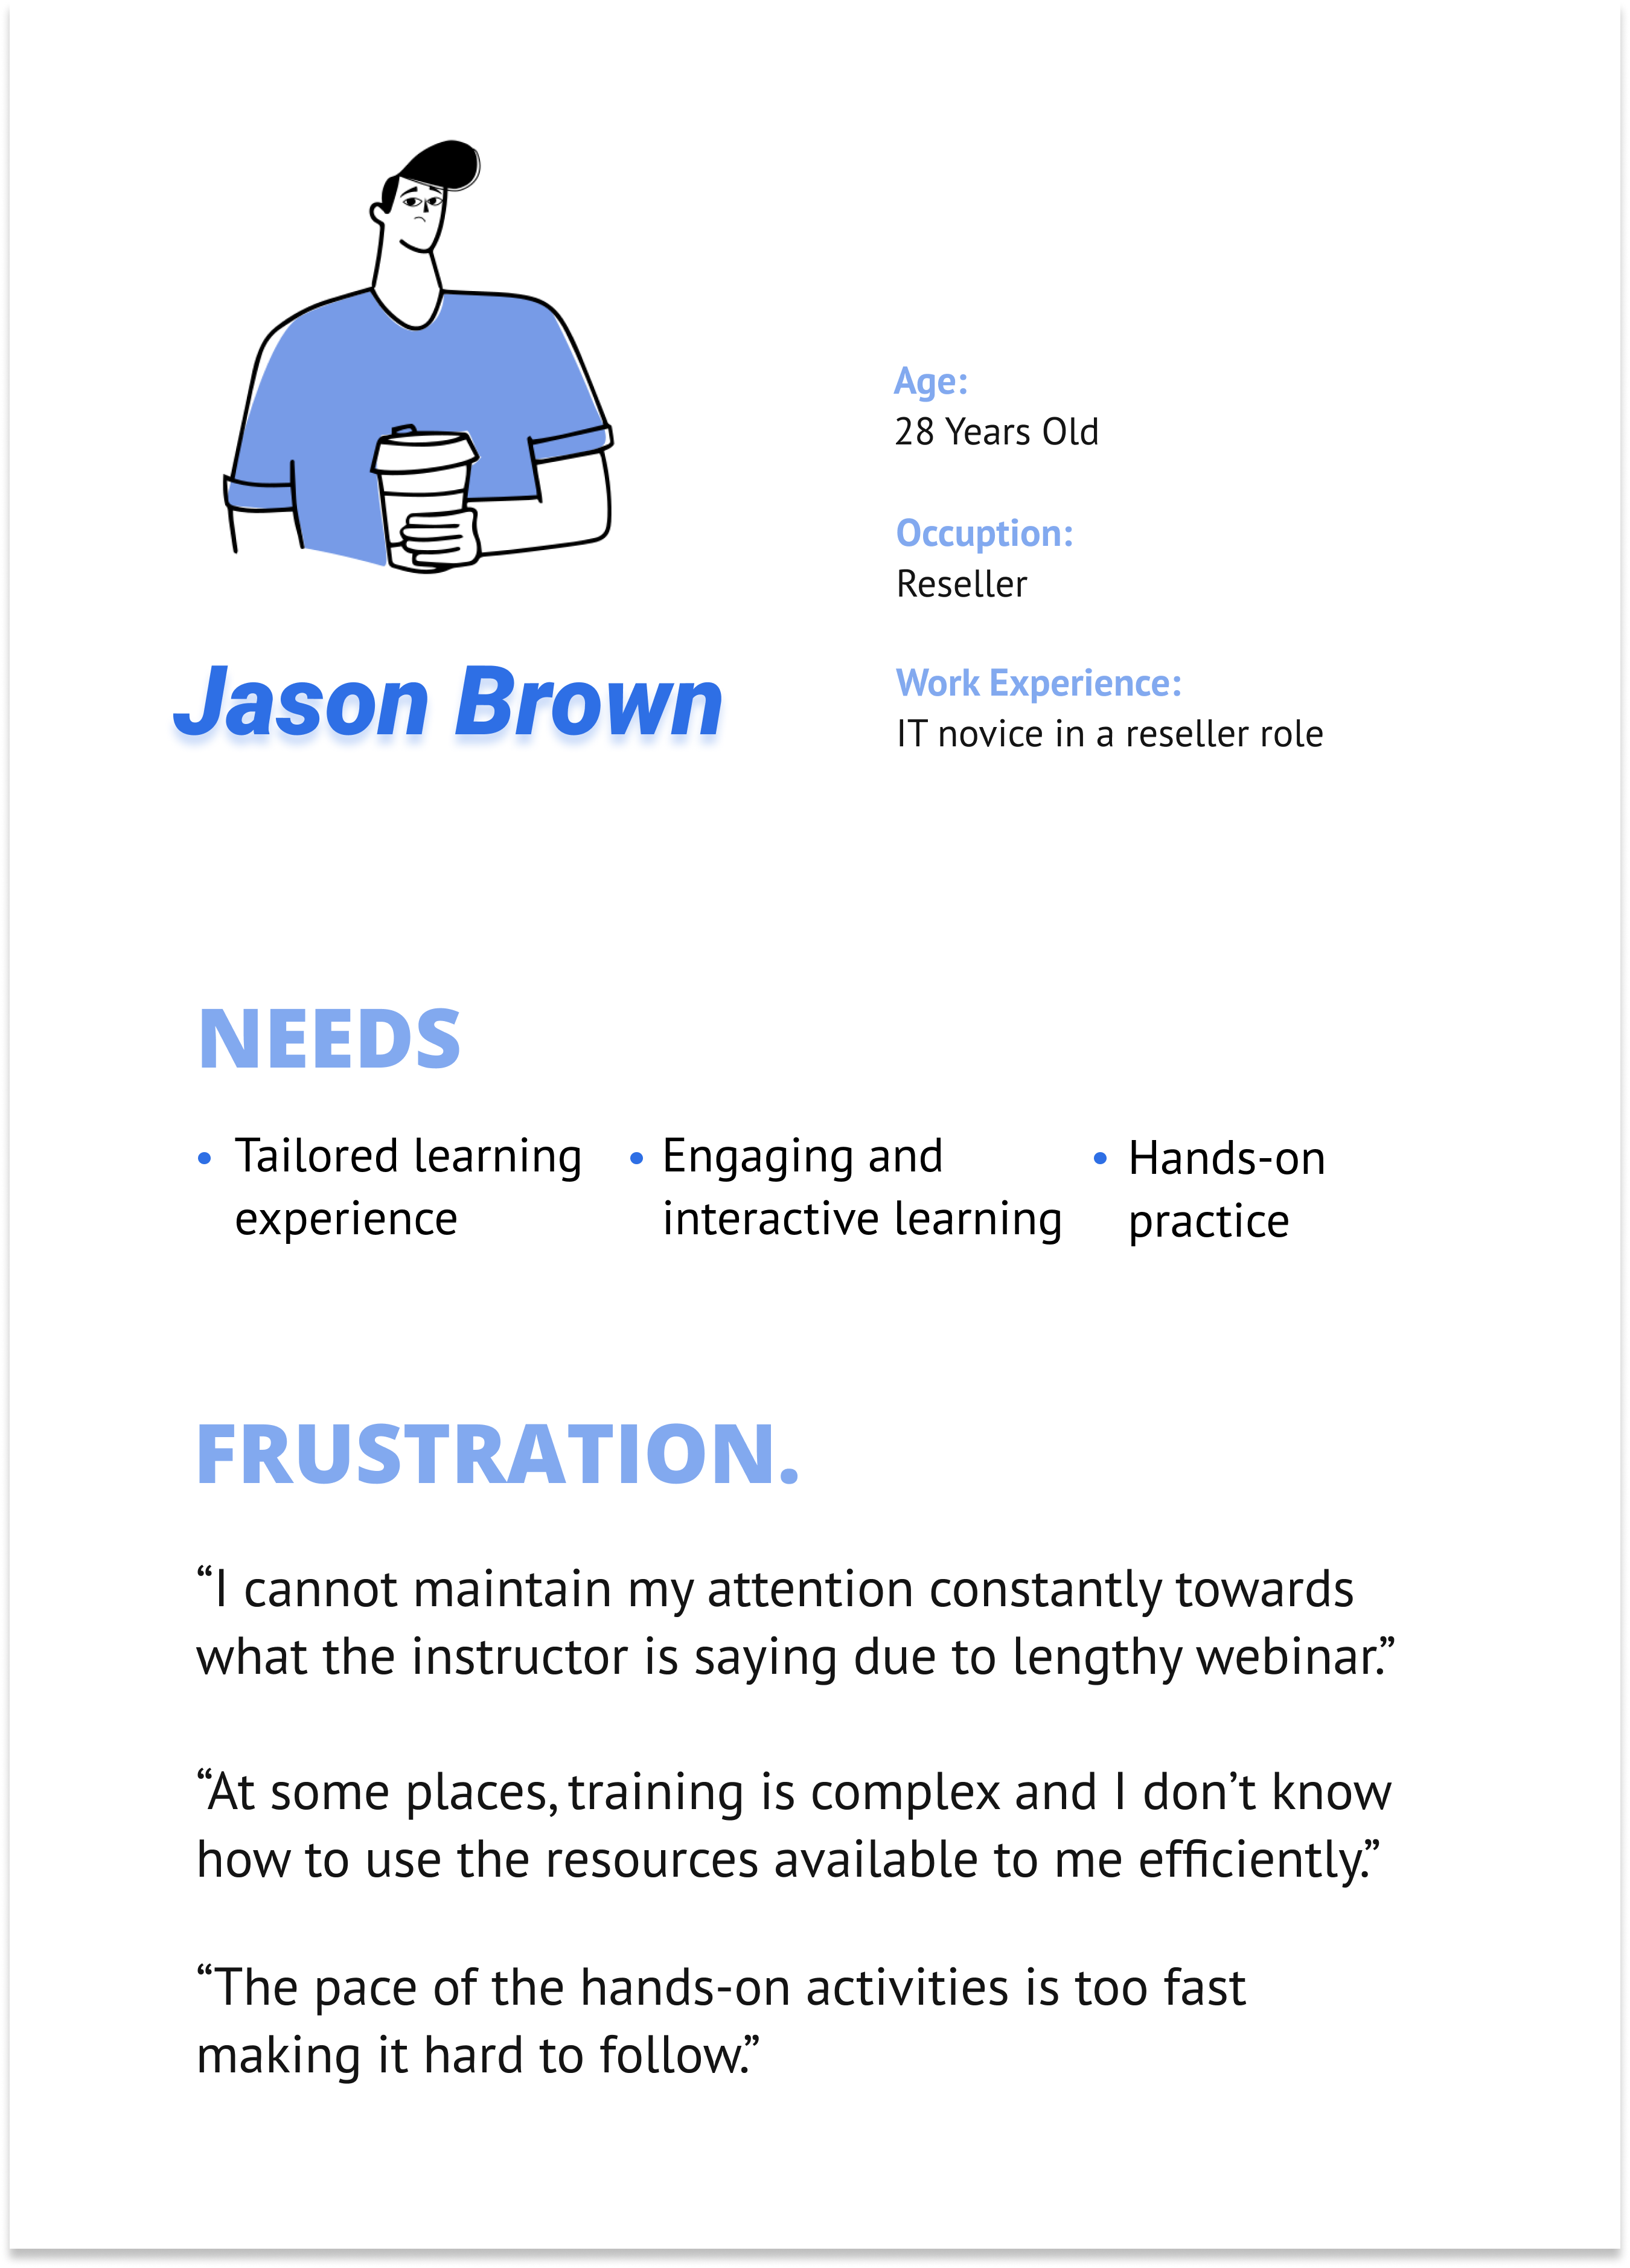 Age:
28 Years Old
Occuption:
Reseller
Jason Brown
Work Experience:
IT novice in a reseller role
NEEDS
• Tailored learning
experience
• Engaging and
interactive learning
• Hands-on
practice
FRUSTRATION.
“I cannot maintain my attention constantly towards
what the instructor is saying due to lengthy webinar.”
“At some places, training is complex and I don’t know
how to use the resources available to me efficiently.”
“The pace of the hands-on activities is too fast
making it hard to follow.”